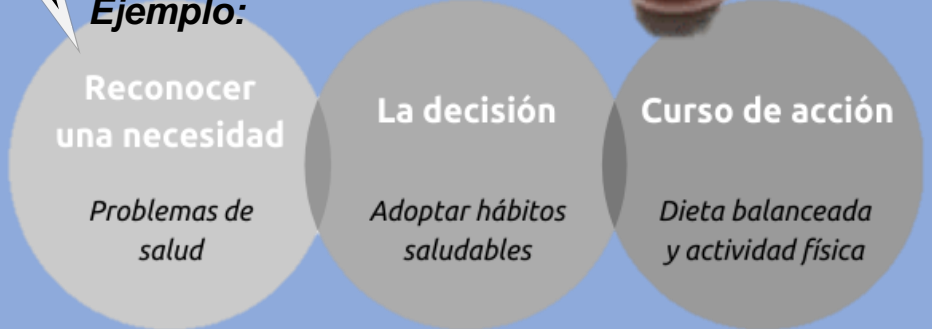 Ejemplo:
Reconocer
una necesidad
Problemas de
salud
La decisión
Adoptar hábitos
saludables
Curso de acción
Dieta balanceada
y actividad física